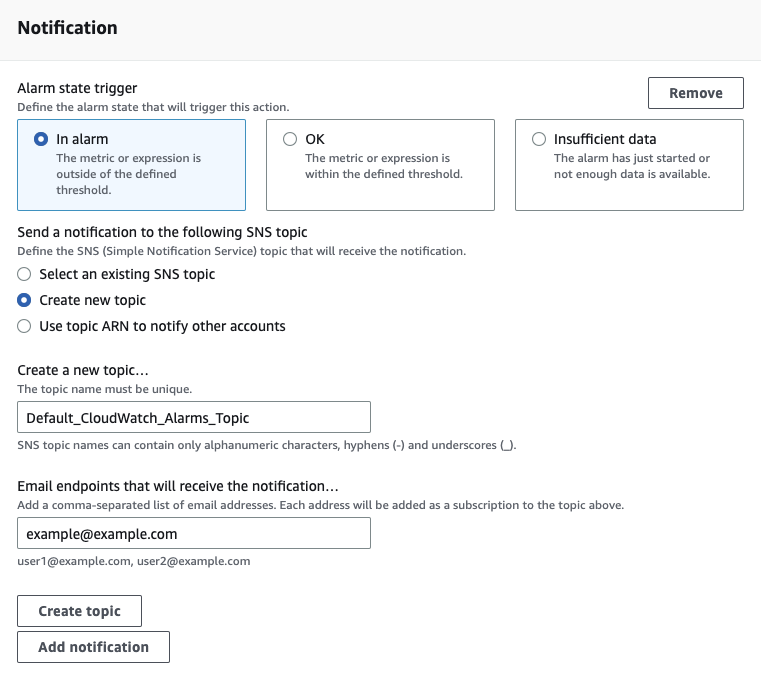 Notification
Alarm state trigger
Define the alarm state that will trigger this action.
Remove
In alarm
The metric or expression is
outside of the defined
threshold.
OK
The metric or expression is
within the defined threshold.
Insufficient data
The alarm has just started or
not enough data is available.
Send a notification to the following SNS topic
Define the SNS (Simple Notification Service) topic that will receive the notification.
Select an existing SNS topic
Create new topic
Use topic ARN to notify other accounts
Create a new topic…
The topic name must be unique.
Default_CloudWatch_Alarms_Topic
SNS topic names can contain only alphanumeric characters, hyphens (-) and underscores (_).
Email endpoints that will receive the notification…
Add a comma-separated list of email addresses. Each address will be added as a subscription to the topic above.
example@example.com
user1@example.com, user2@example.com
Create topic
Add notification